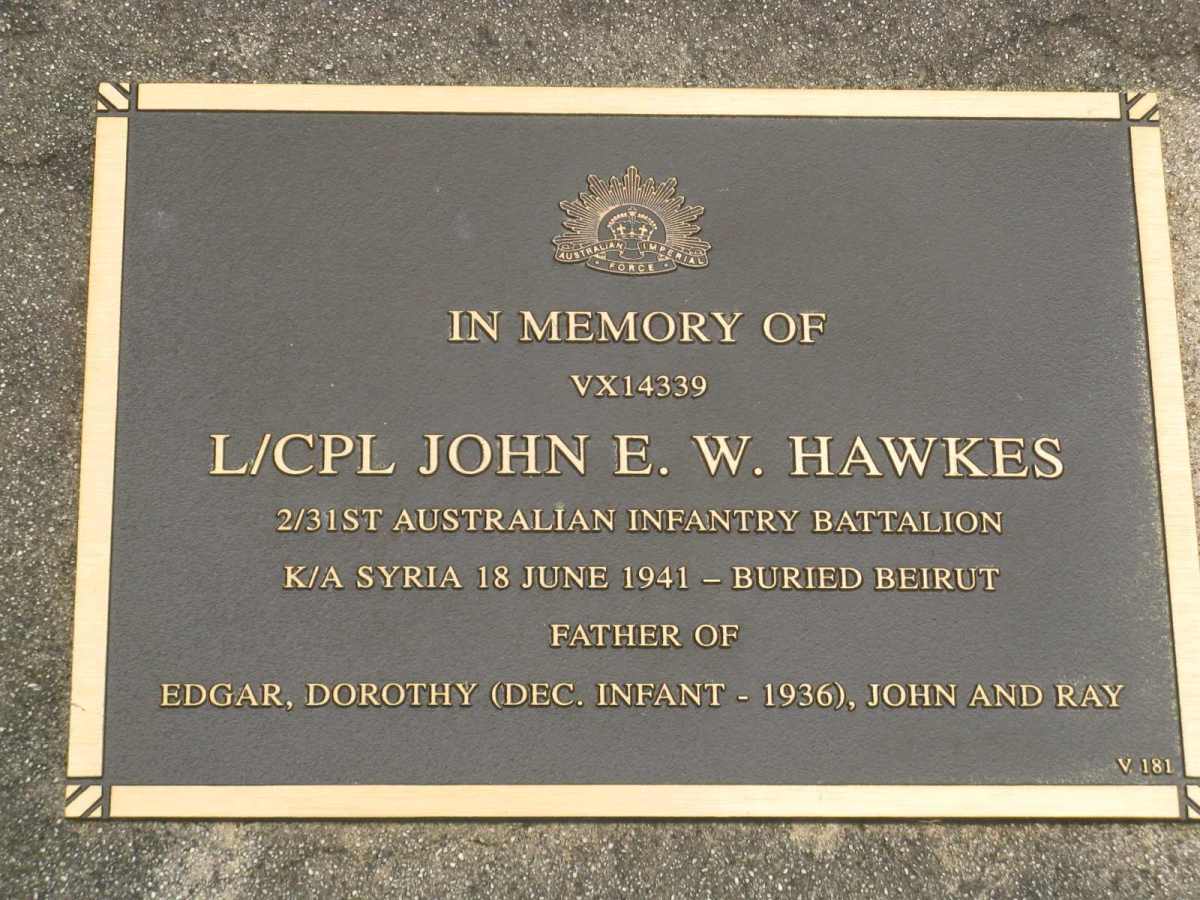 AUSTRALIAN IMPERIAL
FORCE
IN MEMORY OF
VX14339
L/CPL JOHN E. W. HAWKES
2/31ST AUSTRALIAN INFANTRY BATTALION
K/A SYRIA 18 JUNE 1941 – BURIED BEIRUT
FATHER OF
EDGAR, DOROTHY (DEC. INFANT - 1936), JOHN AND RAY
V. 181